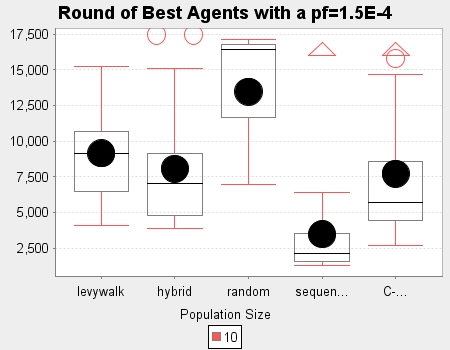 Round of Best Agents with a pf=1.5E-4
17,500
15,000
12,500
10,000
7,500
5,000
2,500
levywalk hybrid random sequen... C-...
Population Size
10